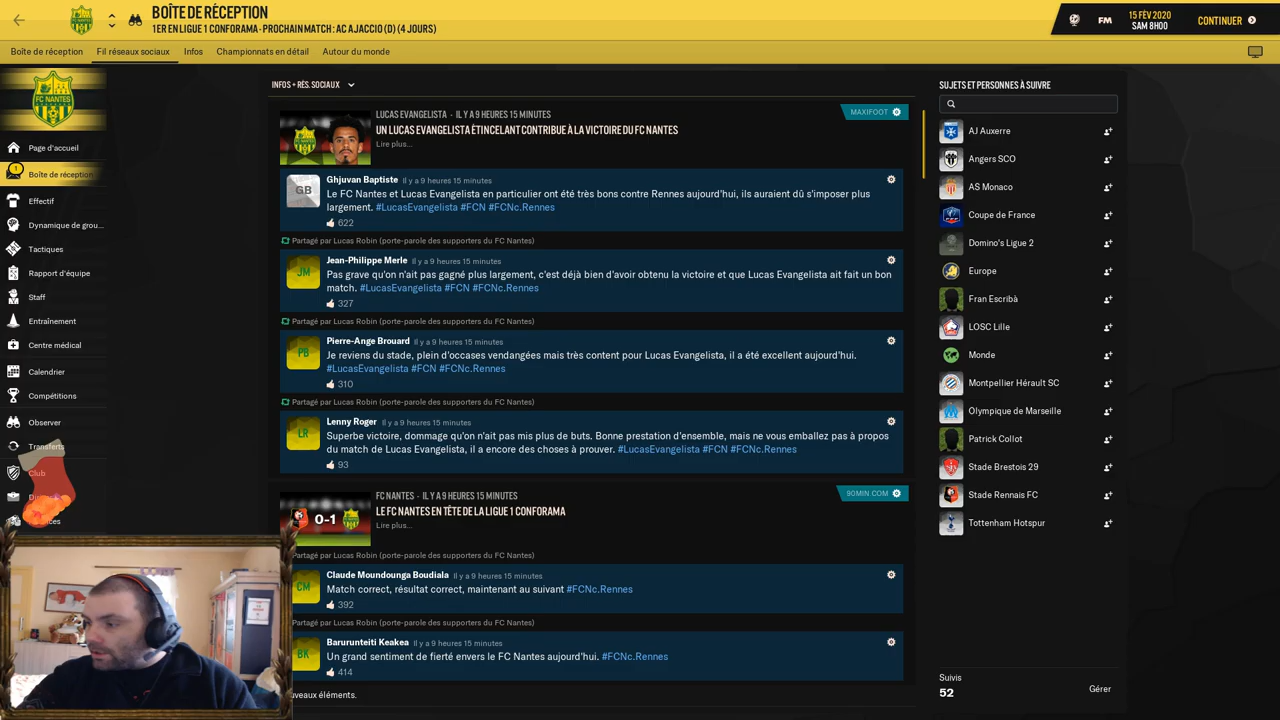 BOÎTE DE RÉCEPTION
1ER EN LIGUE 1 CONFORAMA - PROCHAIN MATCH : AC AJACCIO (D) (4 JOURS)
FM
15 FÉV 2020
SAM 8H00
CONTINUER
Boîte de réception
Fil réseaux sociaux
Infos
Championnats en détail
Autour du monde
FC NANTES
Page d'accueil
1
Boîte de réception
Effectif
Dynamique de grou...
Tactiques
Rapport d'équipe
Staff
Entraînement
Centre médical
Calendrier
Compétitions
Observer
Transferts
Club
INFOS + RÉS. SOCIAUX
LUCAS EVANGELISTA - IL Y A 9 HEURES 15 MINUTES
MAXIFOOT
UN LUCAS EVANGELISTA ÉTINCELANT CONTRIBUE À LA VICTOIRE DU FC NANTES
Lire plus...
GB
Ghjuvan Baptiste Il y a 9 heures 15 minutes
Le FC Nantes et Lucas Evangelista en particulier ont été très bons contre Rennes aujourd'hui, ils auraient dû s'imposer plus
largement. #LucasEvangelista #FCN #FCNc.Rennes
622
Partagé par Lucas Robin (porte-parole des supporters du FC Nantes)
JM
Jean-Philippe Merle Il y a 9 heures 15 minutes
Pas grave qu'on n'ait pas gagné plus largement, c'est déjà bien d'avoir obtenu la victoire et que Lucas Evangelista ait fait un bon
match. #LucasEvangelista #FCN #FCNc.Rennes
327
Partagé par Lucas Robin (porte-parole des supporters du FC Nantes)
PB
Pierre-Ange Brouard Il y a 9 heures 15 minutes
Je reviens du stade, plein d'occases vendangées mais très content pour Lucas Evangelista, il a été excellent aujourd'hui.
#LucasEvangelista #FCN #FCNc.Rennes
310
Partagé par Lucas Robin (porte-parole des supporters du FC Nantes)
LR
Lenny Roger Il y a 9 heures 15 minutes
Superbe victoire, dommage qu'on n'ait pas mis plus de buts. Bonne prestation d'ensemble, mais ne vous emballez pas à propos
du match de Lucas Evangelista, il a encore des choses à prouver. #LucasEvangelista #FCN #FCNc.Rennes
93
FC NANTES - IL Y A 9 HEURES 15 MINUTES
90MIN.COM
0-1
LE FC NANTES EN TÊTE DE LA LIGUE 1 CONFORAMA
Lire plus...
Partagé par Lucas Robin (porte-parole des supporters du FC Nantes)
CM
Claude Moundounga Boudiala Il y a 9 heures 15 minutes
Match correct, résultat correct, maintenant au suivant #FCNc.Rennes
392
Partagé par Lucas Robin (porte-parole des supporters du FC Nantes)
BK
Barurunteiti Keakea Il y a 9 heures 15 minutes
Un grand sentiment de fierté envers le FC Nantes aujourd'hui. #FCNc.Rennes
414
uveaux éléments.
SUJETS ET PERSONNES À SUIVRE
AJ Auxerre
Angers SCO
AS Monaco
Coupe de France
Domino's Ligue 2
Europe
Fran Escribà
LOSC Lille
Monde
Montpellier Hérault SC
Olympique de Marseille
Patrick Collot
Stade Brestois 29
Stade Rennais FC
Tottenham Hotspur
Suivis
52
Gérer